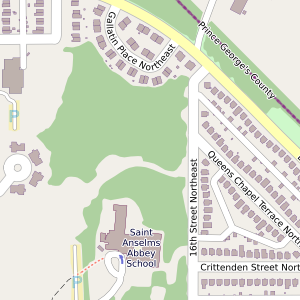 Gallatin Place Northeast
Prince George's County
P
Queens Chapel Terrace North
16th Street Northeast
Saint
Anselms
Abbey
School
Crittenden Street Nort
P